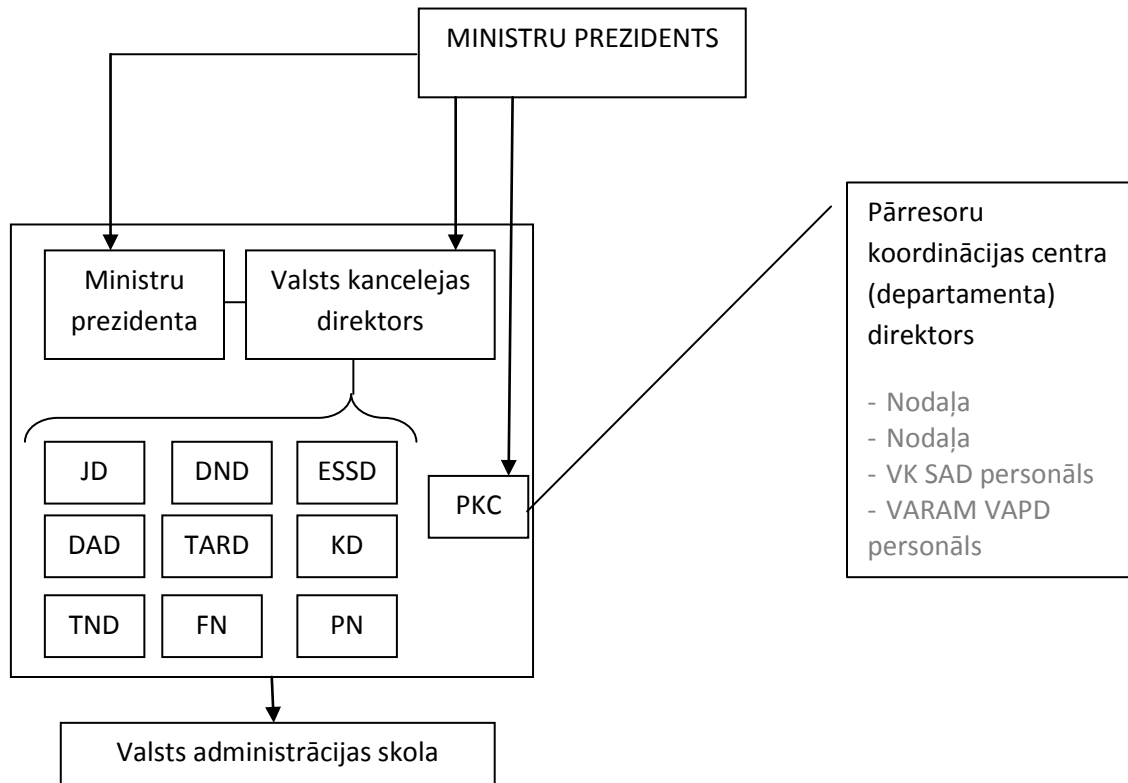 MINISTRU PREZIDENTS
Ministru
prezidenta
Valsts kancelejas
direktors
JD
DND
ESSD
DAD
TARD
KD
TND
FN
PN
PKC
Pārresoru
koordinācijas centra
(departamenta)
direktors
- Nodaļa
- Nodaļa
- VK SAD personāls
- VARAM VAPD
personāls
Valsts administrācijas skola